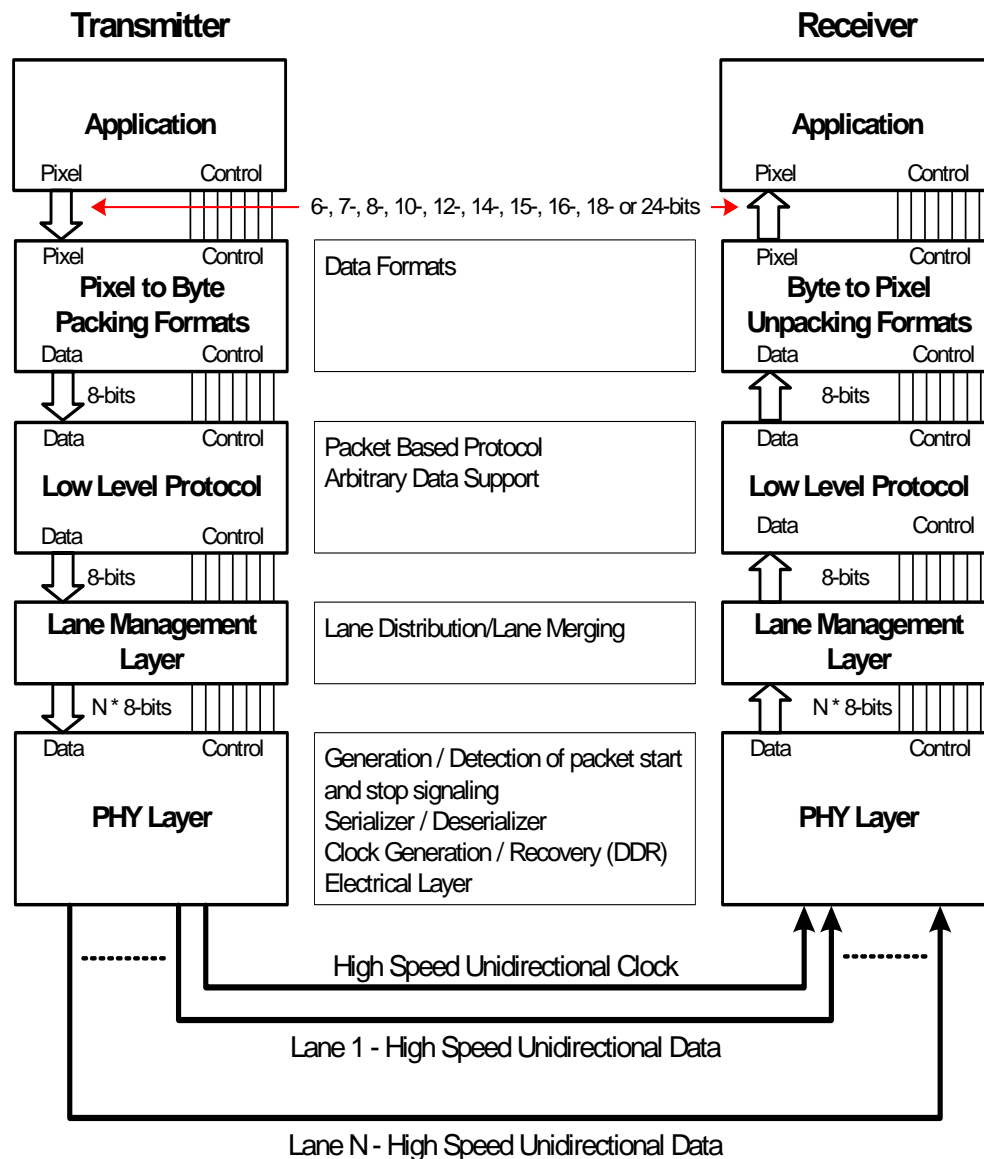 Transmitter
Receiver
Application
Pixel
Control
Application
Pixel
Control
6-, 7-, 8-, 10-, 12-, 14-, 15-, 16-, 18- or 24-bits
Pixel
Control
Pixel to Byte
Packing Formats
Data
Control
Data Formats
Pixel
Control
Byte to Pixel
Unpacking Formats
Data
Control
8-bits
8-bits
Data
Control
Low Level Protocol
Data
Control
Packet Based Protocol
Arbitrary Data Support
Data
Control
Low Level Protocol
Data
Control
8-bits
8-bits
Lane Management
Layer
Lane Distribution/Lane Merging
Lane Management
Layer
N * 8-bits
N * 8-bits
Data
Control
PHY Layer
Generation / Detection of packet start
and stop signaling
Serializer / Deserializer
Clock Generation / Recovery (DDR)
Electrical Layer
Data
Control
PHY Layer
High Speed Unidirectional Clock
Lane 1 - High Speed Unidirectional Data
Lane N - High Speed Unidirectional Data